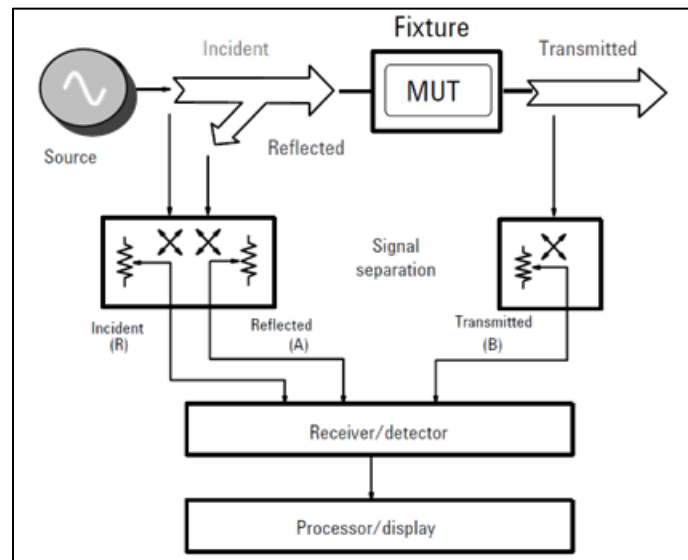 Fixture
Incident
Transmitted
MUT
Reflected
Source
Signal
separation
Incident
(R)
Reflected
(A)
Transmitted
(B)
Receiver/detector
Processor/display